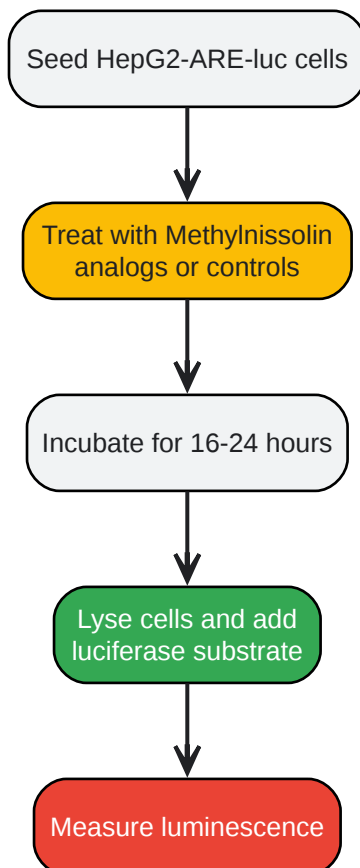 Seed HepG2-ARE-luc cells
Treat with Methylnissolin
analogs or controls
Incubate for 16-24 hours
Lyse cells and add
luciferase substrate
Measure luminescence